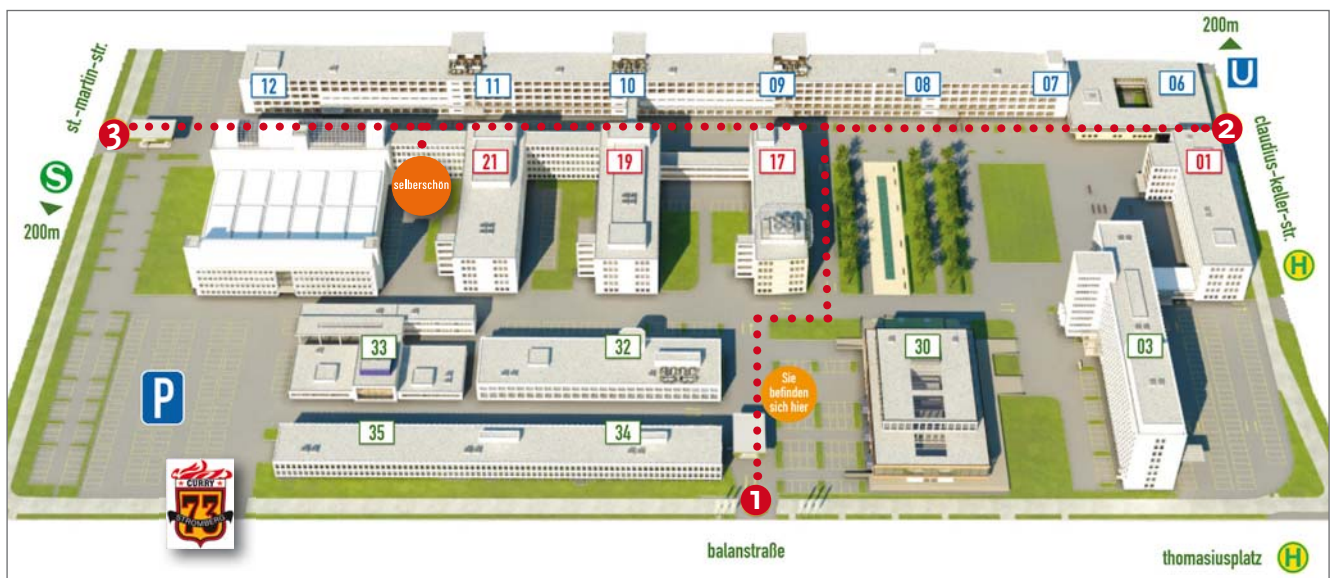 200m
U
st.-martin-str.
12
11
10
09
08
07
06
3
2
claudius-keller-str.
S
200m
selberschön
21
19
17
01
H
33
32
30
03
Sie
befinden
sich hier
P
35
34
CURRY
73
STROMBERG
1
balanstraße
thomasiusplatz
H